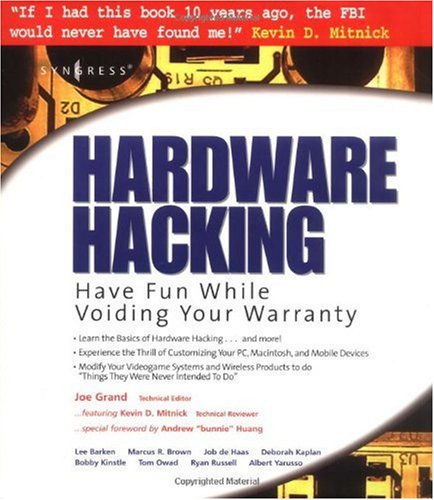 Copyrighted Material
"If I had this book 10 years ago, the FBI
would never have found me!" Kevin D. Mitnick
SYNGRESS®
HARDWARE
HACKING
Have Fun While
Voiding Your Warranty
• Learn the Basics of Hardware Hacking . . . and more!
• Experience the Thrill of Customizing Your PC, Macintosh, and Mobile Devices
• Modify Your Videogame Systems and Wireless Products to do
"Things They Were Never Intended To Do"
Joe Grand Technical Editor
...featuring Kevin D. Mitnick Technical Reviewer
...special foreword by Andrew "bunnie" Huang
Lee Barken Marcus R. Brown Job de Haas Deborah Kaplan
Bobby Kinstle Tom Owad Ryan Russell Albert Yarusso
Copyrighted Material